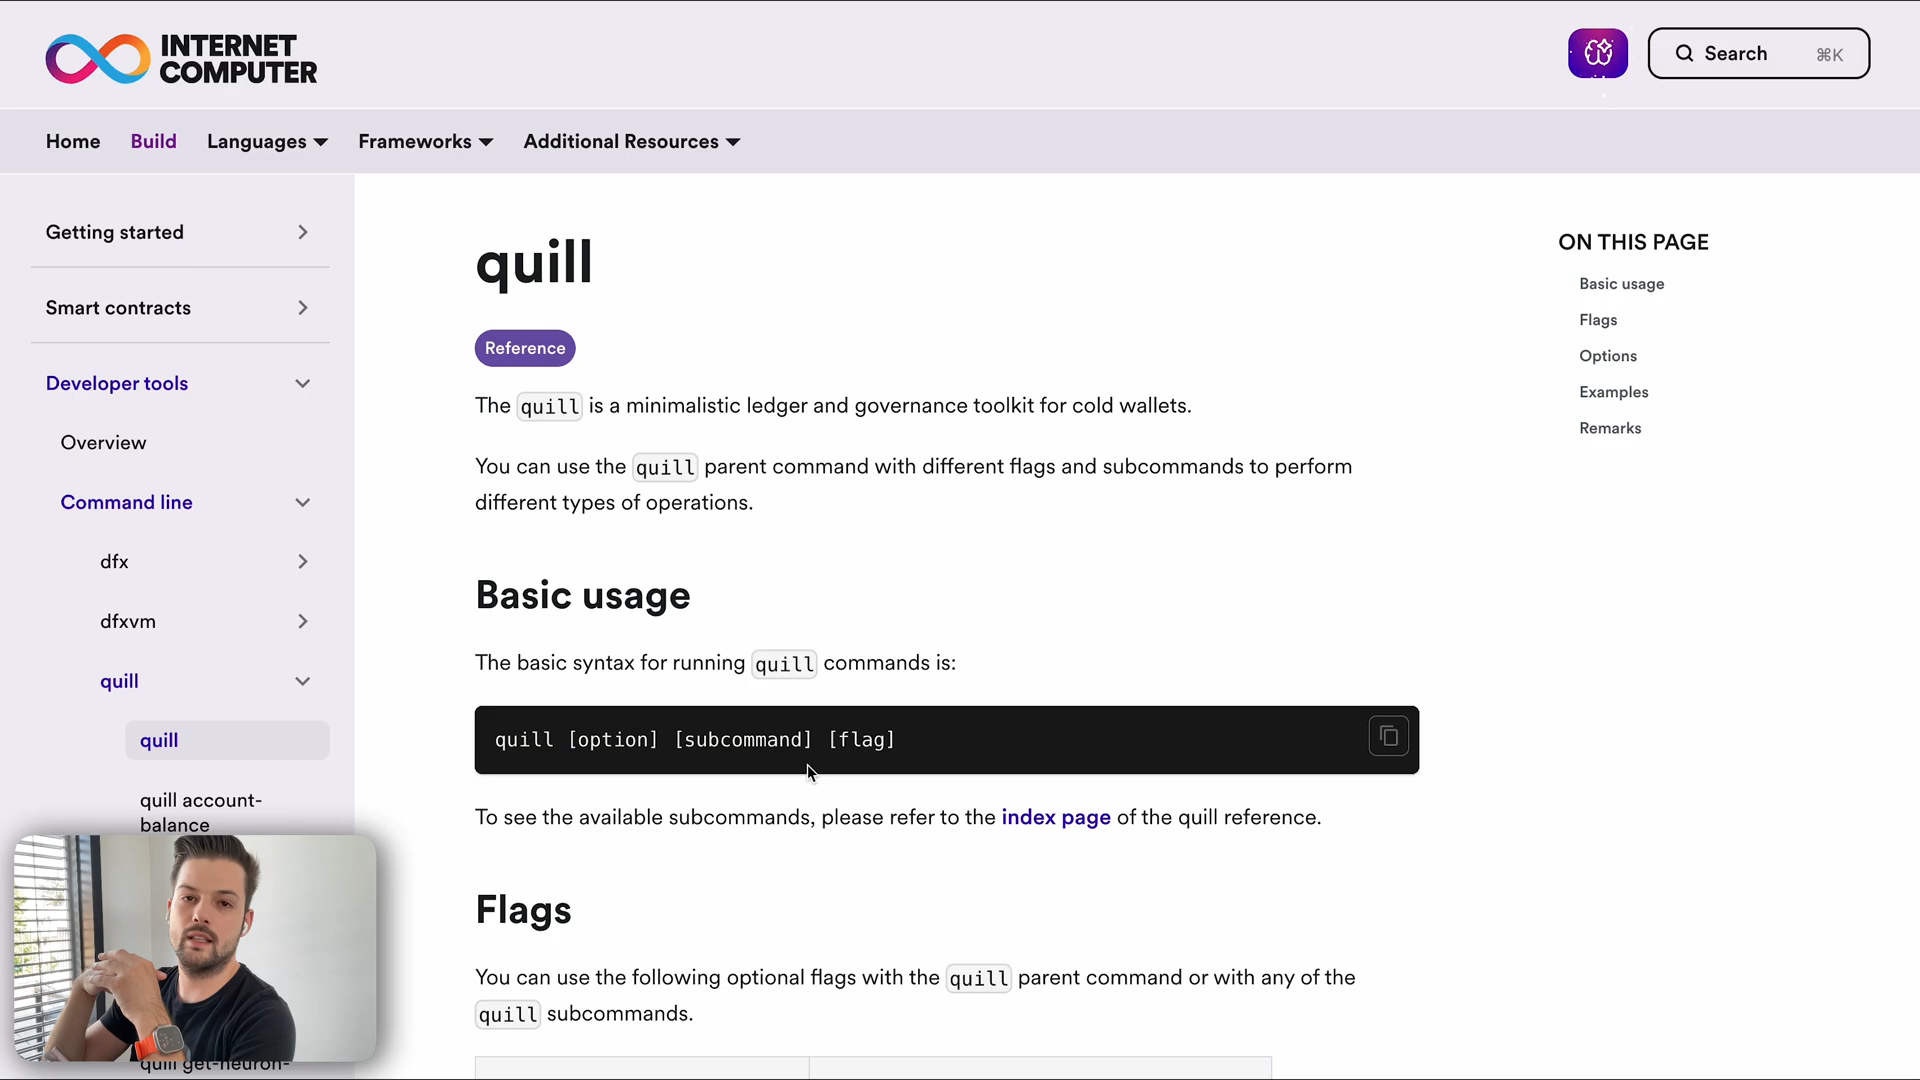 INTERNET
COMPUTER
Search
⌘K
Home
Build
Languages
Frameworks
Additional Resources
Getting started
Smart contracts
Developer tools
Overview
Command line
dfx
dfxvm
quill
quill
quill account-
balance
quill get-neuron-
quill
Reference
The quill is a minimalistic ledger and governance toolkit for cold wallets.
You can use the quill parent command with different flags and subcommands to perform
different types of operations.
Basic usage
The basic syntax for running quill commands is:
quill [option] [subcommand] [flag]
To see the available subcommands, please refer to the index page of the quill reference.
Flags
You can use the following optional flags with the quill parent command or with any of the
quill subcommands.
ON THIS PAGE
Basic usage
Flags
Options
Examples
Remarks